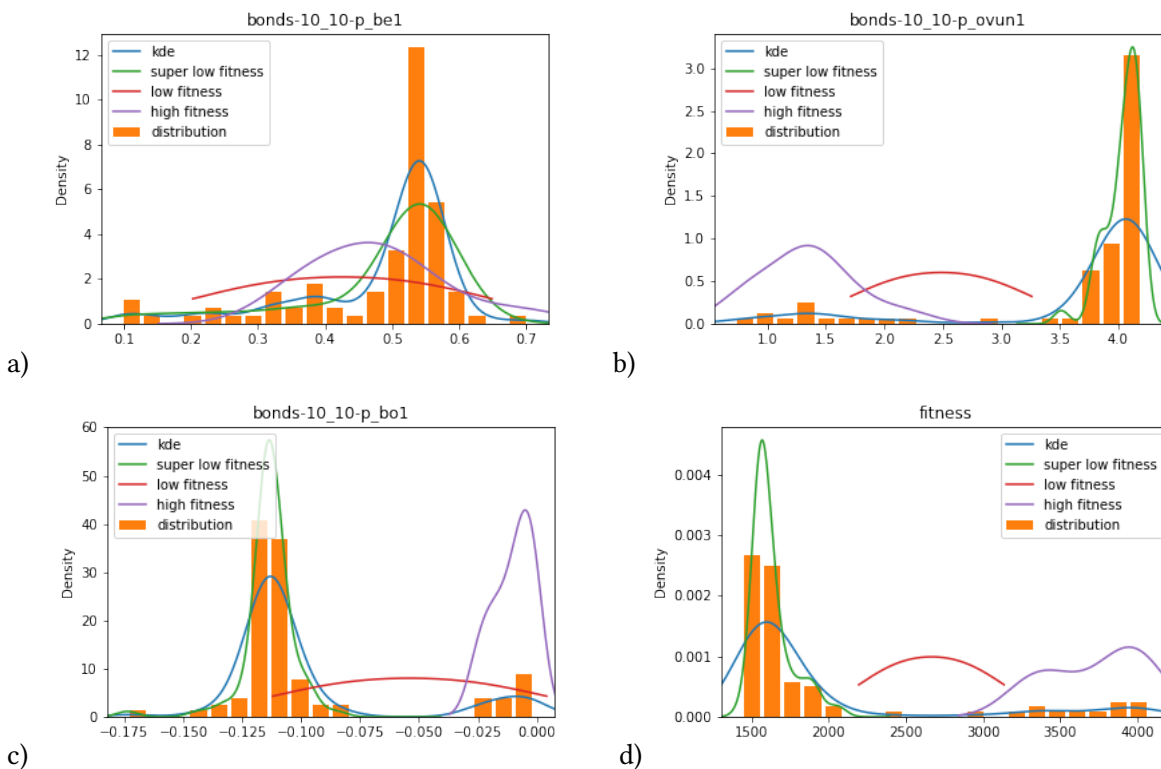 bonds-10_10-p_be1
kde
super low fitness
low fitness
high fitness
distribution
Density
12
10
8
6
4
2
0
0.1 0.2 0.3 0.4 0.5 0.6 0.7
a)
bonds-10_10-p_ovun1
kde
super low fitness
low fitness
high fitness
distribution
Density
3.0
2.5
2.0
1.5
1.0
0.5
0.0
1.0 1.5 2.0 2.5 3.0 3.5 4.0
b)
bonds-10_10-p_bo1
kde
super low fitness
low fitness
high fitness
distribution
Density
60
50
40
30
20
10
0
−0.175 −0.150 −0.125 −0.100 −0.075 −0.050 −0.025 0.000
c)
fitness
kde
super low fitness
low fitness
high fitness
distribution
Density
0.004
0.003
0.002
0.001
0.000
1500 2000 2500 3000 3500 4000
d)